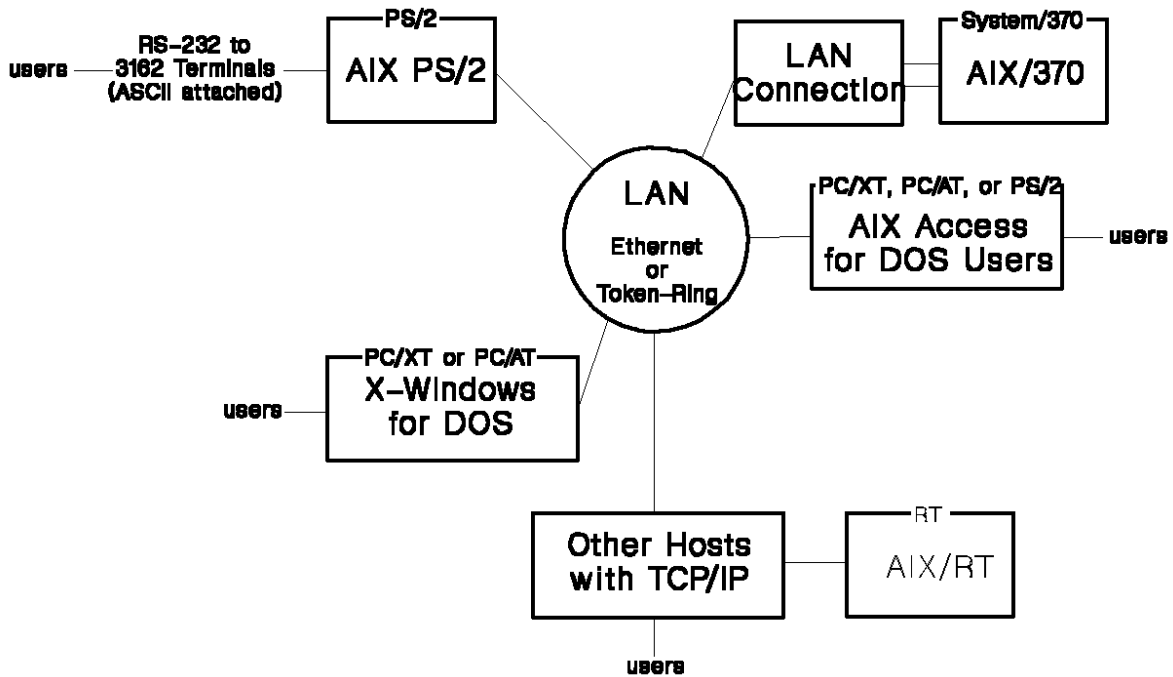 PS/2
AIX PS/2
users
RS-232 to
3162 Terminals
(ASCII attached)
LAN
Connection
System/370
AIX/370
LAN
Ethernet
or
Token-Ring
PC/XT, PC/AT, or PS/2
AIX Access
for DOS Users
users
PC/XT or PC/AT
X-Windows
for DOS
users
Other Hosts
with TCP/IP
users
RT
AIX/RT